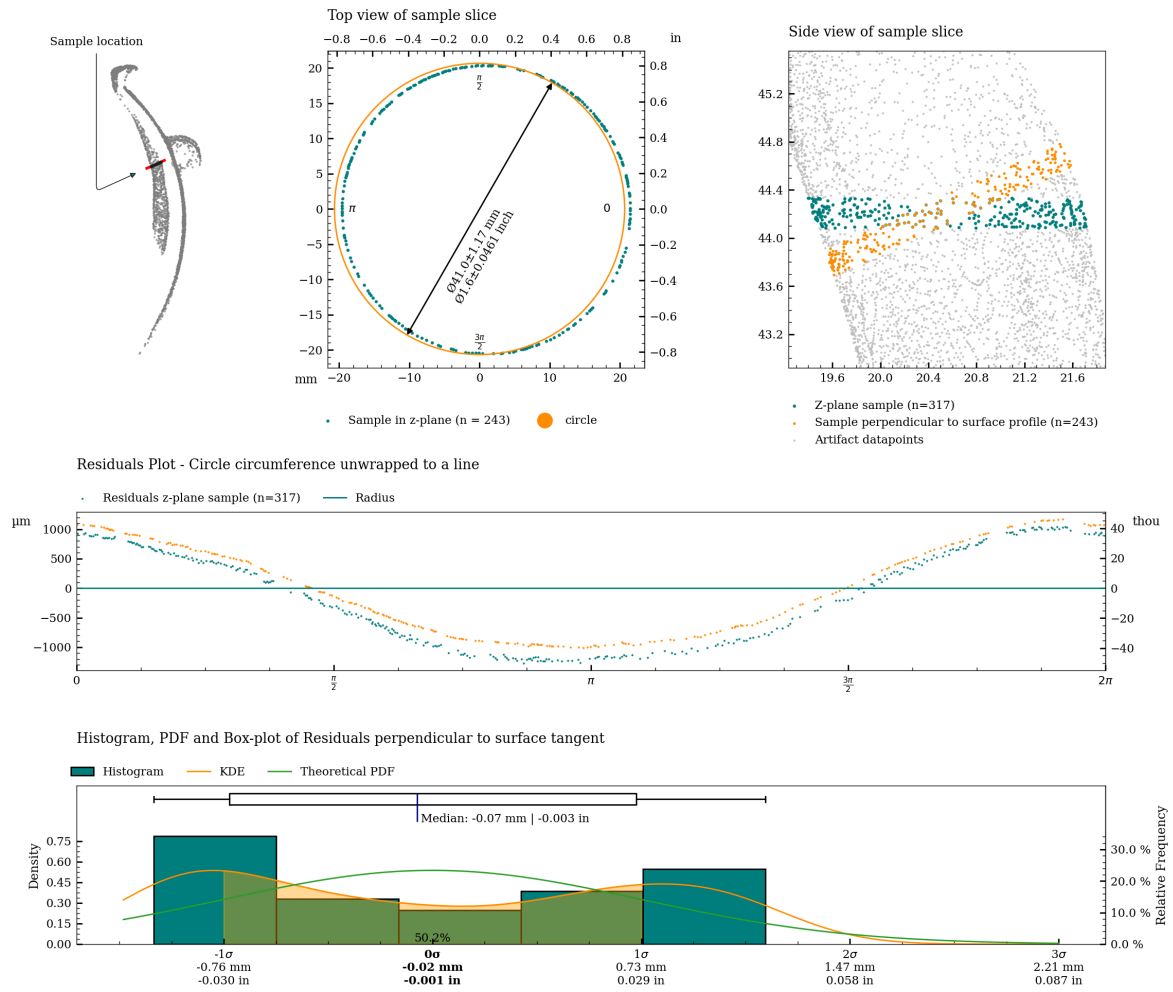 Sample location
Top view of sample slice
−0.8 −0.6 −0.4 −0.2 0.0 0.2 0.4 0.6 0.8 in
20
15
10
5
0
−5
−10
−15
−20
0.8
0.6
0.4
0.2
0.0
−0.2
−0.4
−0.6
−0.8
π/2
π
0
3π/2
Ø41.0±1.17 mm
Ø1.6±0.0461 inch
mm −20 −10 0 10 20
Sample in z-plane (n = 243) circle
Side view of sample slice
45.2
44.8
44.4
44.0
43.6
43.2
19.6 20.0 20.4 20.8 21.2 21.6
Z-plane sample (n=317)
Sample perpendicular to surface profile (n=243)
Artifact datapoints
Residuals Plot - Circle circumference unwrapped to a line
Residuals z-plane sample (n=317) Radius
µm
1000
500
0
−500
−1000
thou
40
20
0
−20
−40
0 π/2 π 3π/2 2π
Histogram, PDF and Box-plot of Residuals perpendicular to surface tangent
Histogram KDE Theoretical PDF
Median: -0.07 mm | -0.003 in
Density
0.75
0.60
0.45
0.30
0.15
0.00
Relative Frequency
30.0 %
20.0 %
10.0 %
0.0 %
50.2%
-1σ 0σ 1σ 2σ 3σ
-0.76 mm -0.02 mm 0.73 mm 1.47 mm 2.21 mm
-0.030 in -0.001 in 0.029 in 0.058 in 0.087 in